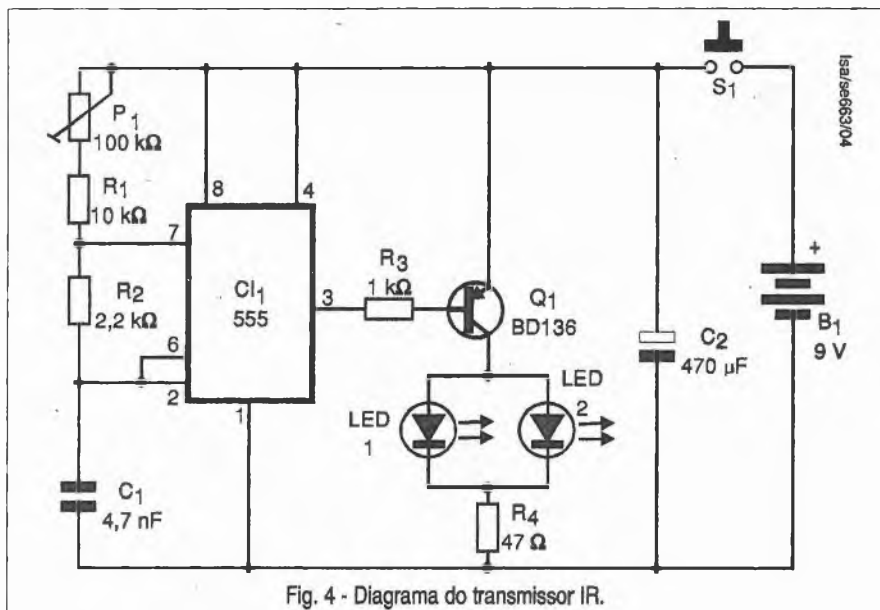 P1
100 kΩ
R1
10 kΩ
R2
2,2 kΩ
C1
4,7 nF
8
4
7
6
2
1
3
CI1
555
R3
1 kΩ
Q1
BD136
LED
1
LED
2
R4
47 Ω
C2
470 µF
S1
+
B1
9 V
Isa/se663/04
Fig. 4 - Diagrama do transmissor IR.